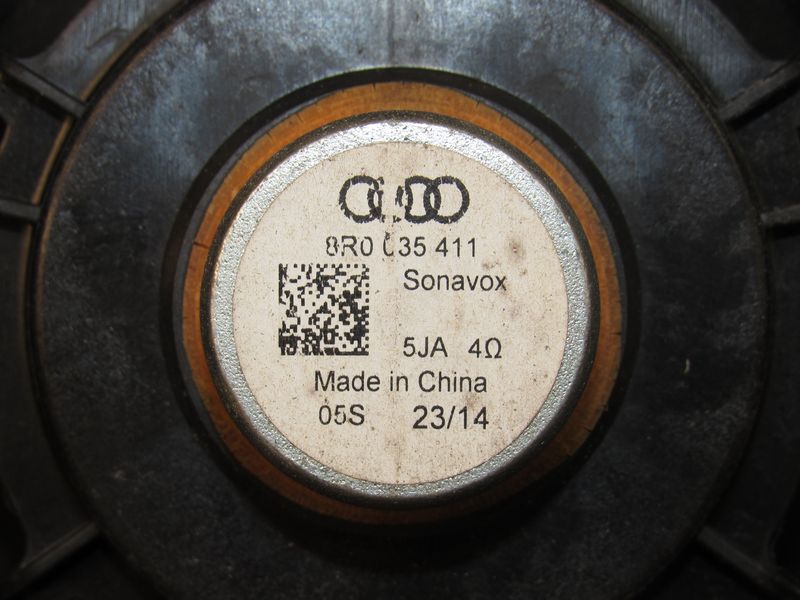 8R0 035 411
Sonavox
5JA 4Ω
Made in China
05S 23/14